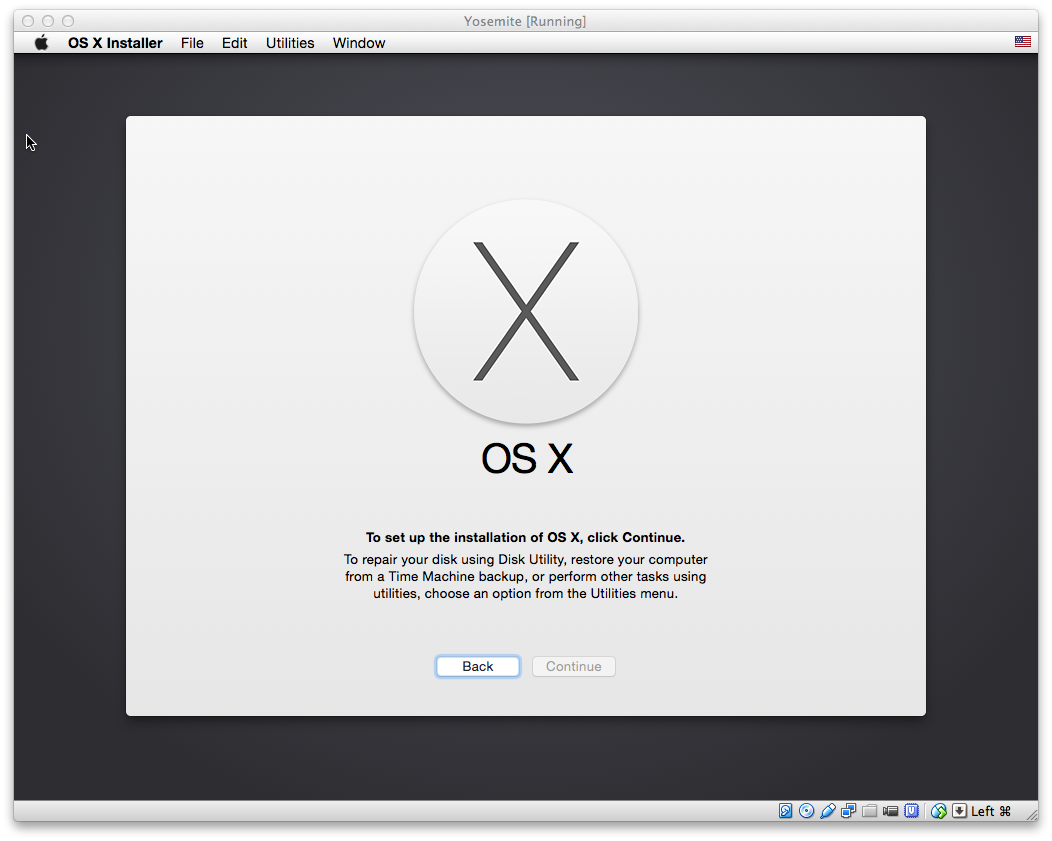 Yosemite [Running]
OS X Installer File Edit Utilities Window
X
OS X
To set up the installation of OS X, click Continue.
To repair your disk using Disk Utility, restore your computer
from a Time Machine backup, or perform other tasks using
utilities, choose an option from the Utilities menu.
Back Continue
Left ⌘